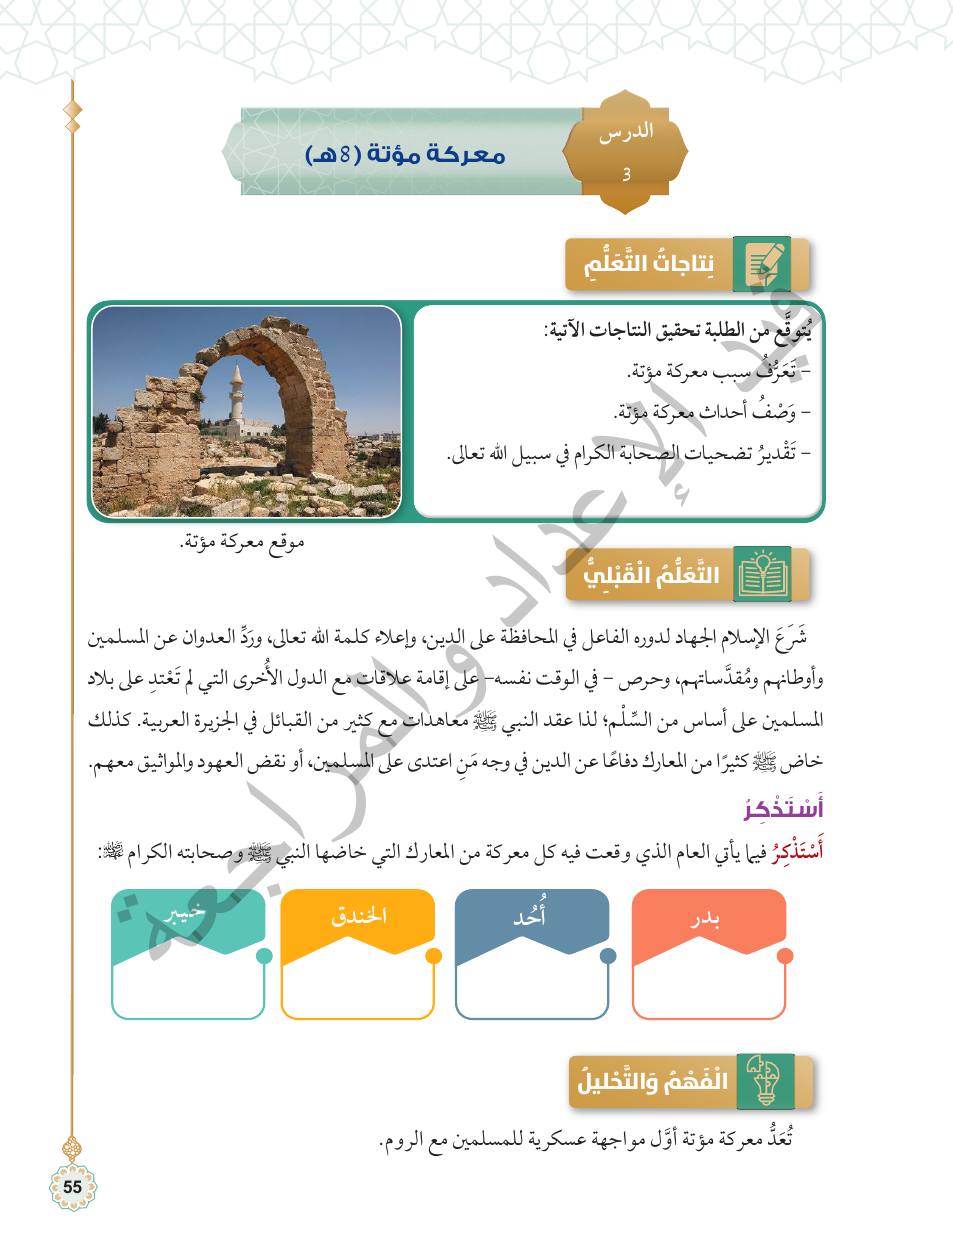 الدرس
3
معركة مؤتة (8هـ)
نِتاجاتُ التَّعَلُّمِ
يُتوقَّع من الطلبة تحقيق النتاجات الآتية:
– تَعَرُّفُ سبب معركة مؤتة.
– وَصْفُ أحداث معركة مؤتة.
– تَقْديرُ تضحيات الصحابة الكرام في سبيل الله تعالى.
موقع معركة مؤتة.
التَّعَلُّمُ الْقَبْلِيُّ
شَرَعَ الإسلام الجهاد لدوره الفاعل في المحافظة على الدين، وإعلاء كلمة الله تعالى، ورَدِّ العدوان عن المسلمين
وأوطانهم ومُقدَّساتهم، وحرص – في الوقت نفسه– على إقامة علاقات مع الدول الأُخرى التي لم تَعْتدِ على بلاد
المسلمين على أساس من السِّلْم؛ لذا عقد النبي ﷺ معاهدات مع كثير من القبائل في الجزيرة العربية. كذلك
خاض ﷺ كثيرًا من المعارك دفاعًا عن الدين في وجه مَنِ اعتدى على المسلمين، أو نقض العهود والمواثيق معهم.
أَسْتَذْكِرُ
أَسْتَذْكِرُ فيما يأتي العام الذي وقعت فيه كل معركة من المعارك التي خاضها النبي ﷺ وصحابته الكرام :
بدر
أُحُد
الخندق
خيبر
الْفَهْمُ وَالتَّحْليلُ
تُعَدُّ معركة مؤتة أوَّل مواجهة عسكرية للمسلمين مع الروم.
55
قيد الإعداد والمراجعة